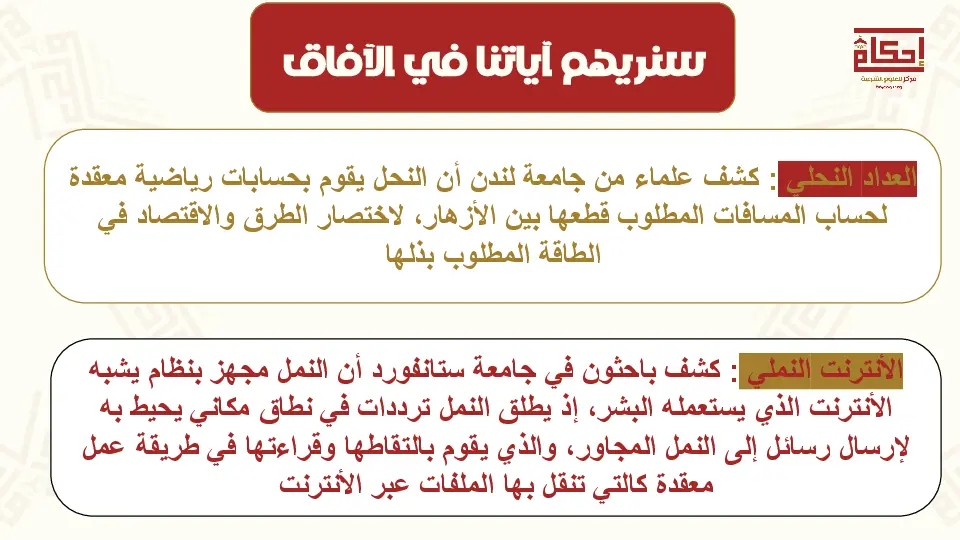 سنريهم آياتنا في الآفاق
إحكام
مركز للعلوم الشرعية
العداد النحلي : كشف علماء من جامعة لندن أن النحل يقوم بحسابات رياضية معقدة
لحساب المسافات المطلوب قطعها بين الأزهار، لاختصار الطرق والاقتصاد في
الطاقة المطلوب بذلها
الأنترنت النملي : كشف باحثون في جامعة ستانفورد أن النمل مجهز بنظام يشبه
الأنترنت الذي يستعمله البشر، إذ يطلق النمل ترددات في نطاق مكاني يحيط به
لإرسال رسائل إلى النمل المجاور، والذي يقوم بالتقاطها وقراءتها في طريقة عمل
معقدة كالتي تنقل بها الملفات عبر الأنترنت